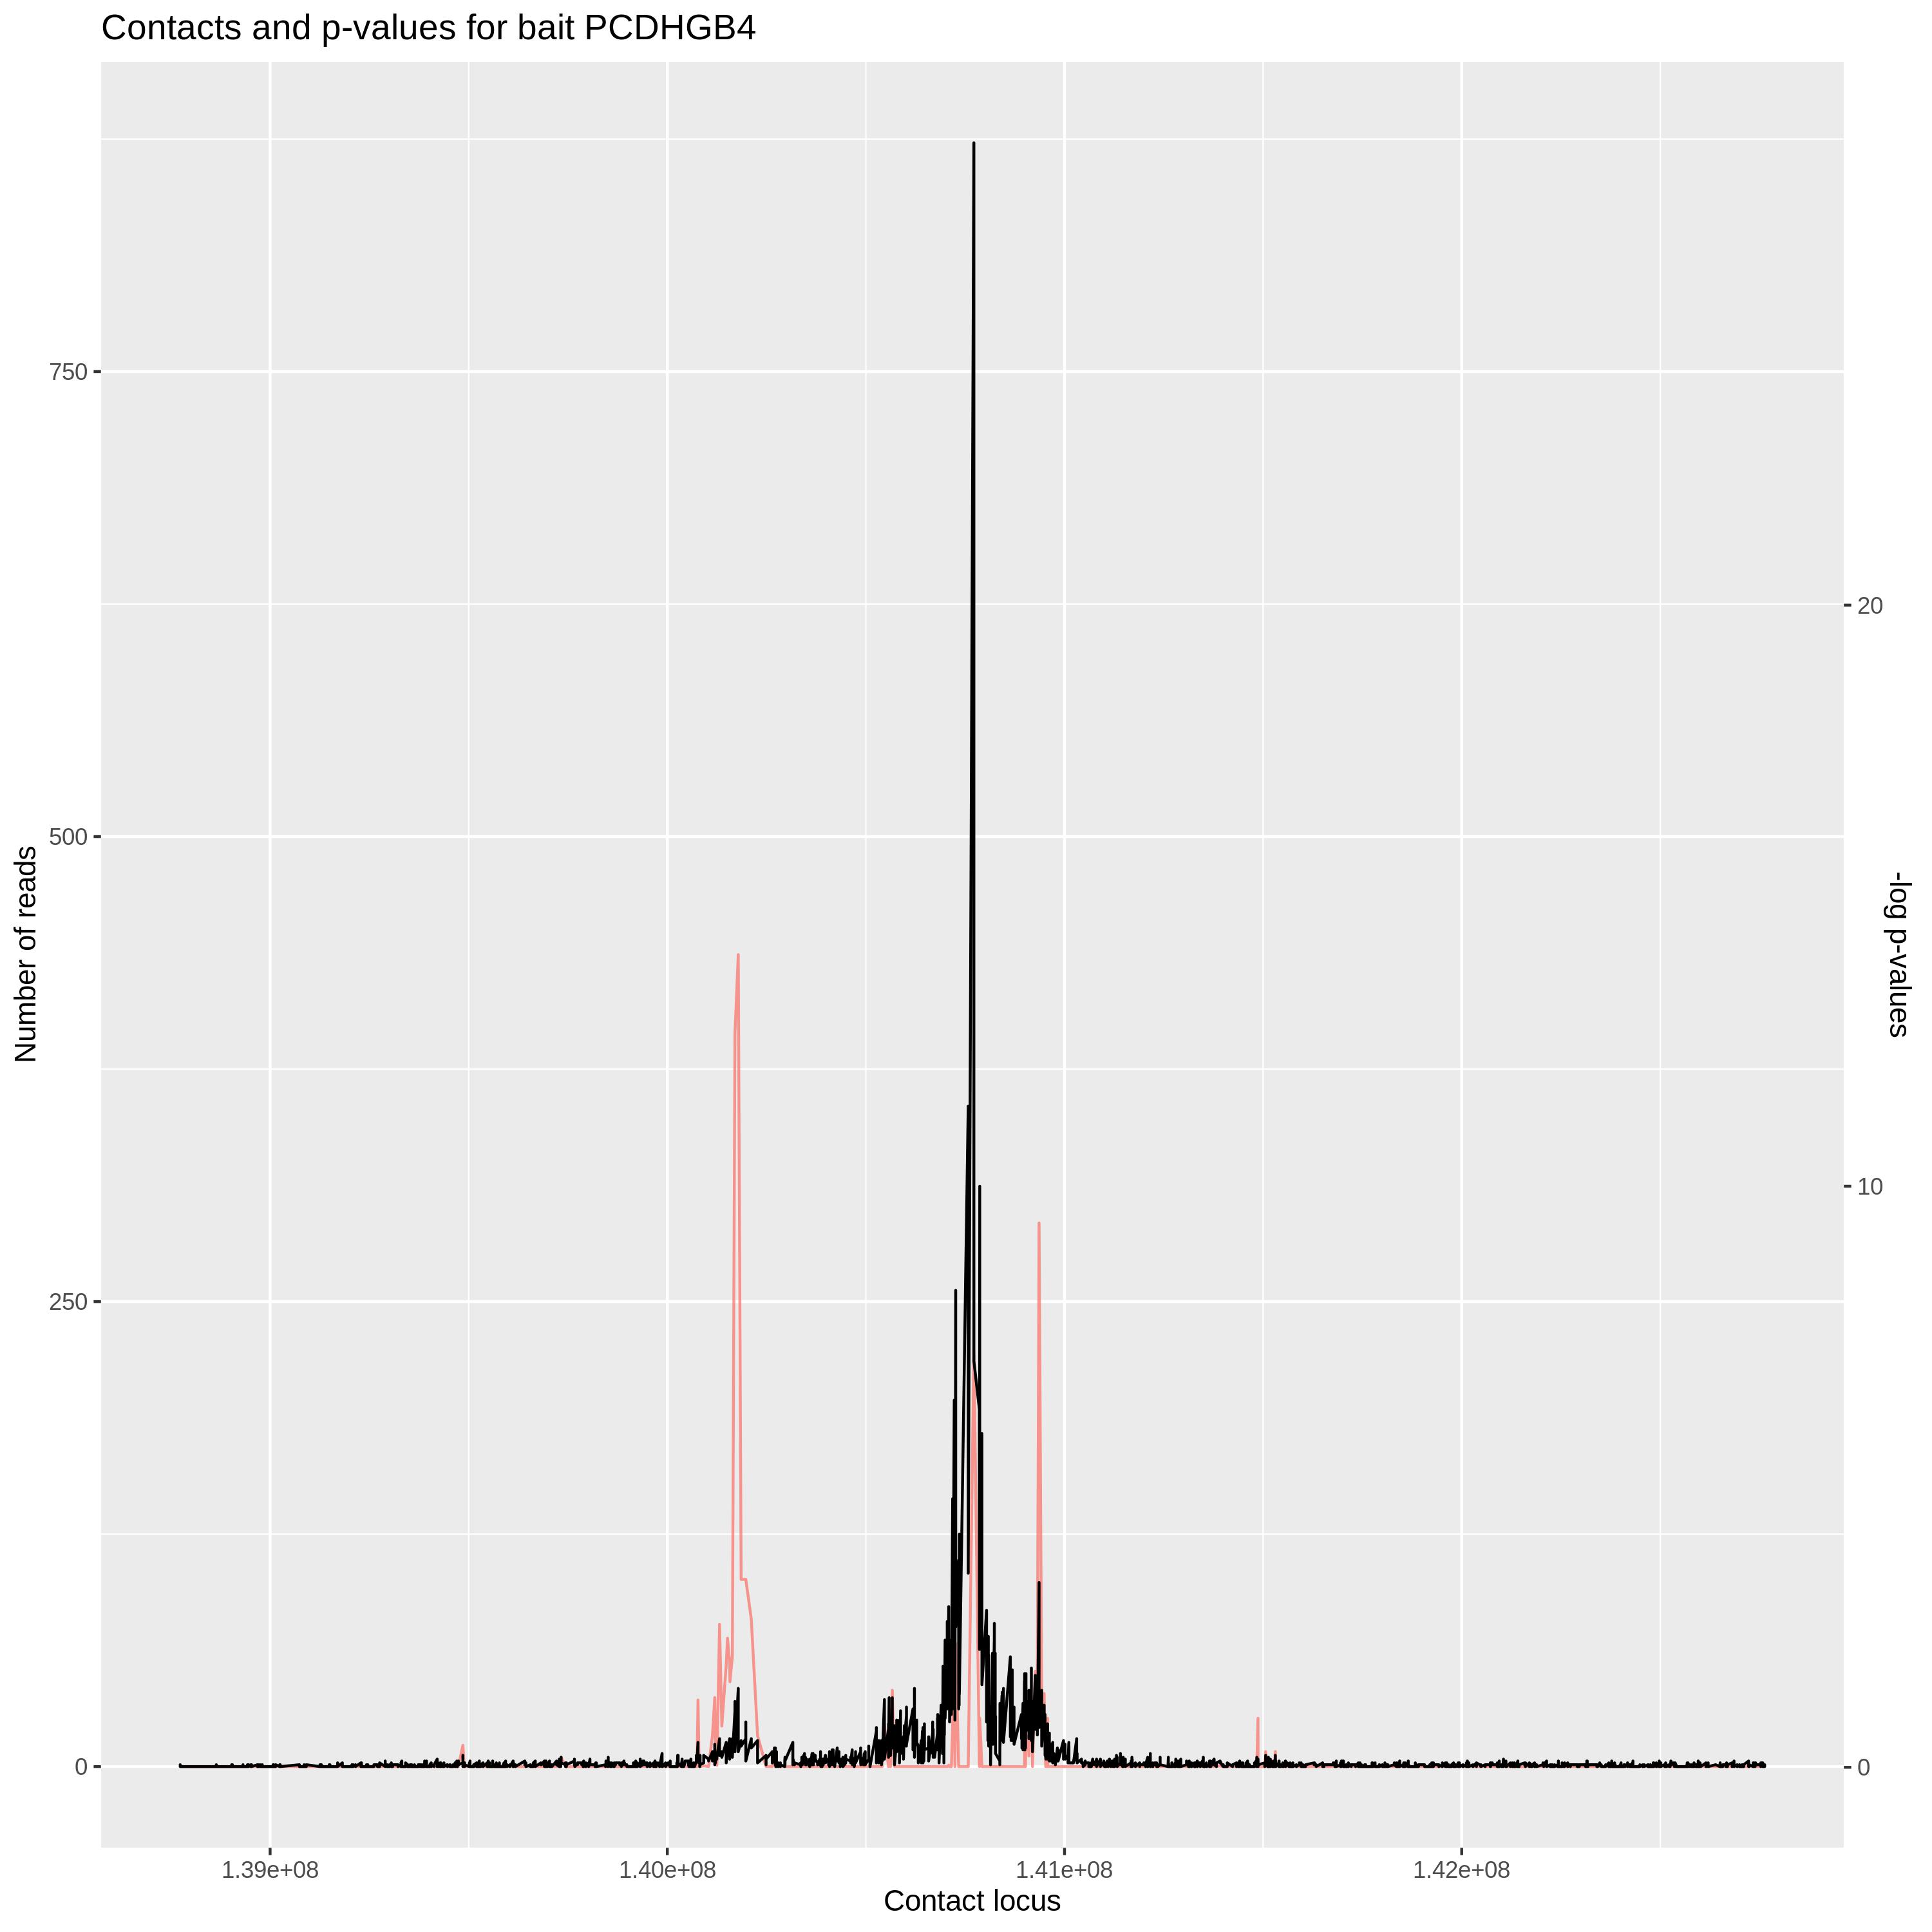 Contacts and p-values for bait PCDHGB4
750
500
250
0
20
10
0
Number of reads
-log p-values
1.39e+08 1.40e+08 1.41e+08 1.42e+08
Contact locus